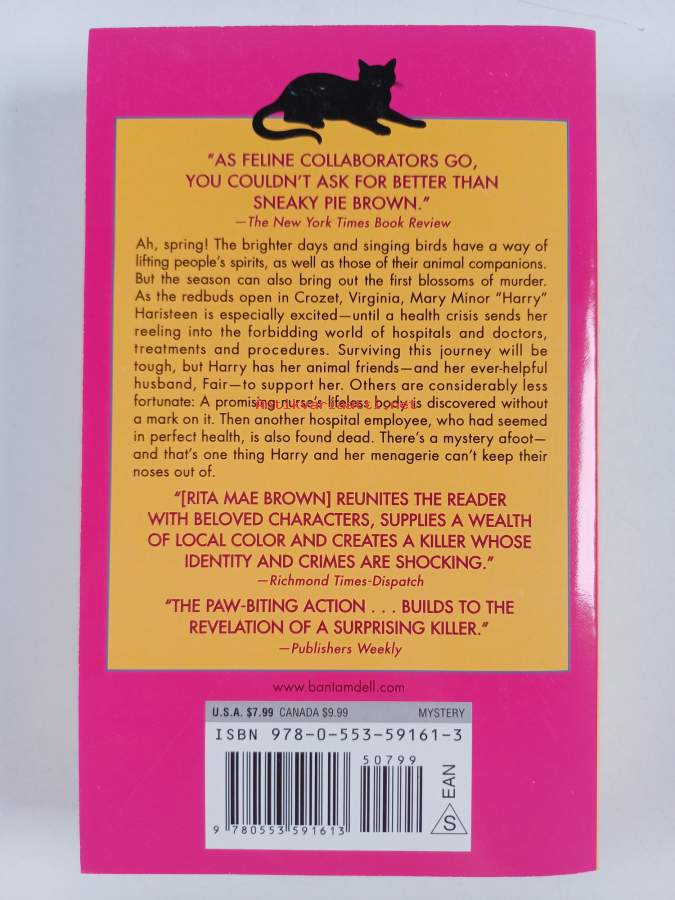 "AS FELINE COLLABORATORS GO,
YOU COULDN'T ASK FOR BETTER THAN
SNEAKY PIE BROWN."
—The New York Times Book Review
Ah, spring! The brighter days and singing birds have a way of
lifting people's spirits, as well as those of their animal companions.
But the season can also bring out the first blossoms of murder.
As the redbuds open in Crozet, Virginia, Mary Minor "Harry"
Haristeen is especially excited—until a health crisis sends her
reeling into the forbidding world of hospitals and doctors,
treatments and procedures. Surviving this journey will be
tough, but Harry has her animal friends—and her ever-helpful
husband, Fair—to support her. Others are considerably less
fortunate: A promising nurse's lifeless body is discovered without
Antikvariaatti.net
a mark on it. Then another hospital employee, who had seemed
in perfect health, is also found dead. There's a mystery afoot—
and that's one thing Harry and her menagerie can't keep their
noses out of.
"[RITA MAE BROWN] REUNITES THE READER
WITH BELOVED CHARACTERS, SUPPLIES A WEALTH
OF LOCAL COLOR AND CREATES A KILLER WHOSE
IDENTITY AND CRIMES ARE SHOCKING."
—Richmond Times-Dispatch
"THE PAW-BITING ACTION . . . BUILDS TO THE
REVELATION OF A SURPRISING KILLER."
—Publishers Weekly
www.bantamdell.com
U.S.A. $7.99 CANADA $9.99 MYSTERY
ISBN 978-0-553-59161-3
50799
9 780553 591613
S EAN